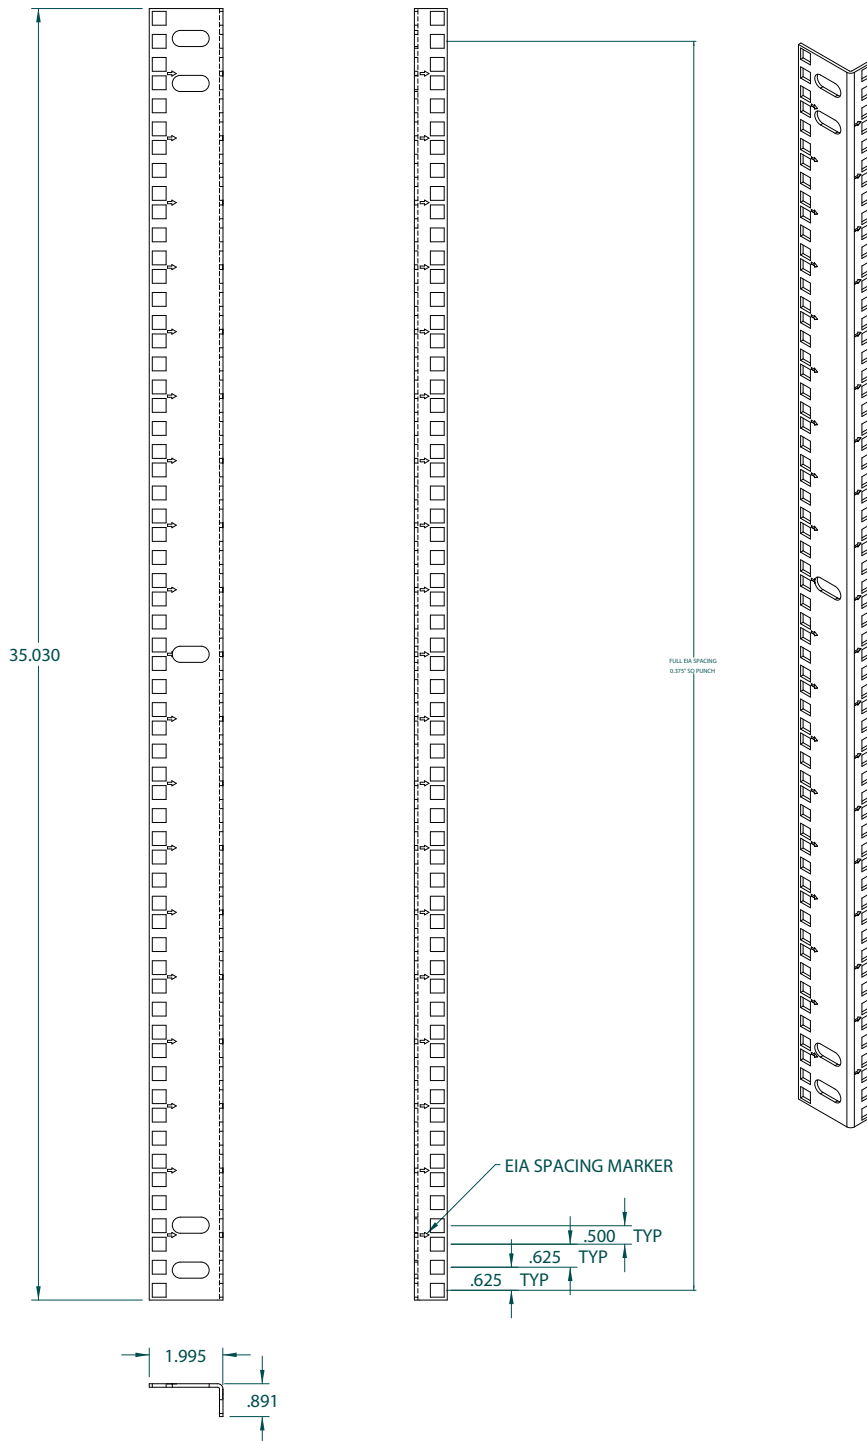 35.030
FULL EIA SPACING
0.375" SQ PUNCH
EIA SPACING MARKER
.500 TYP
.625 TYP
.625 TYP
1.995
.891